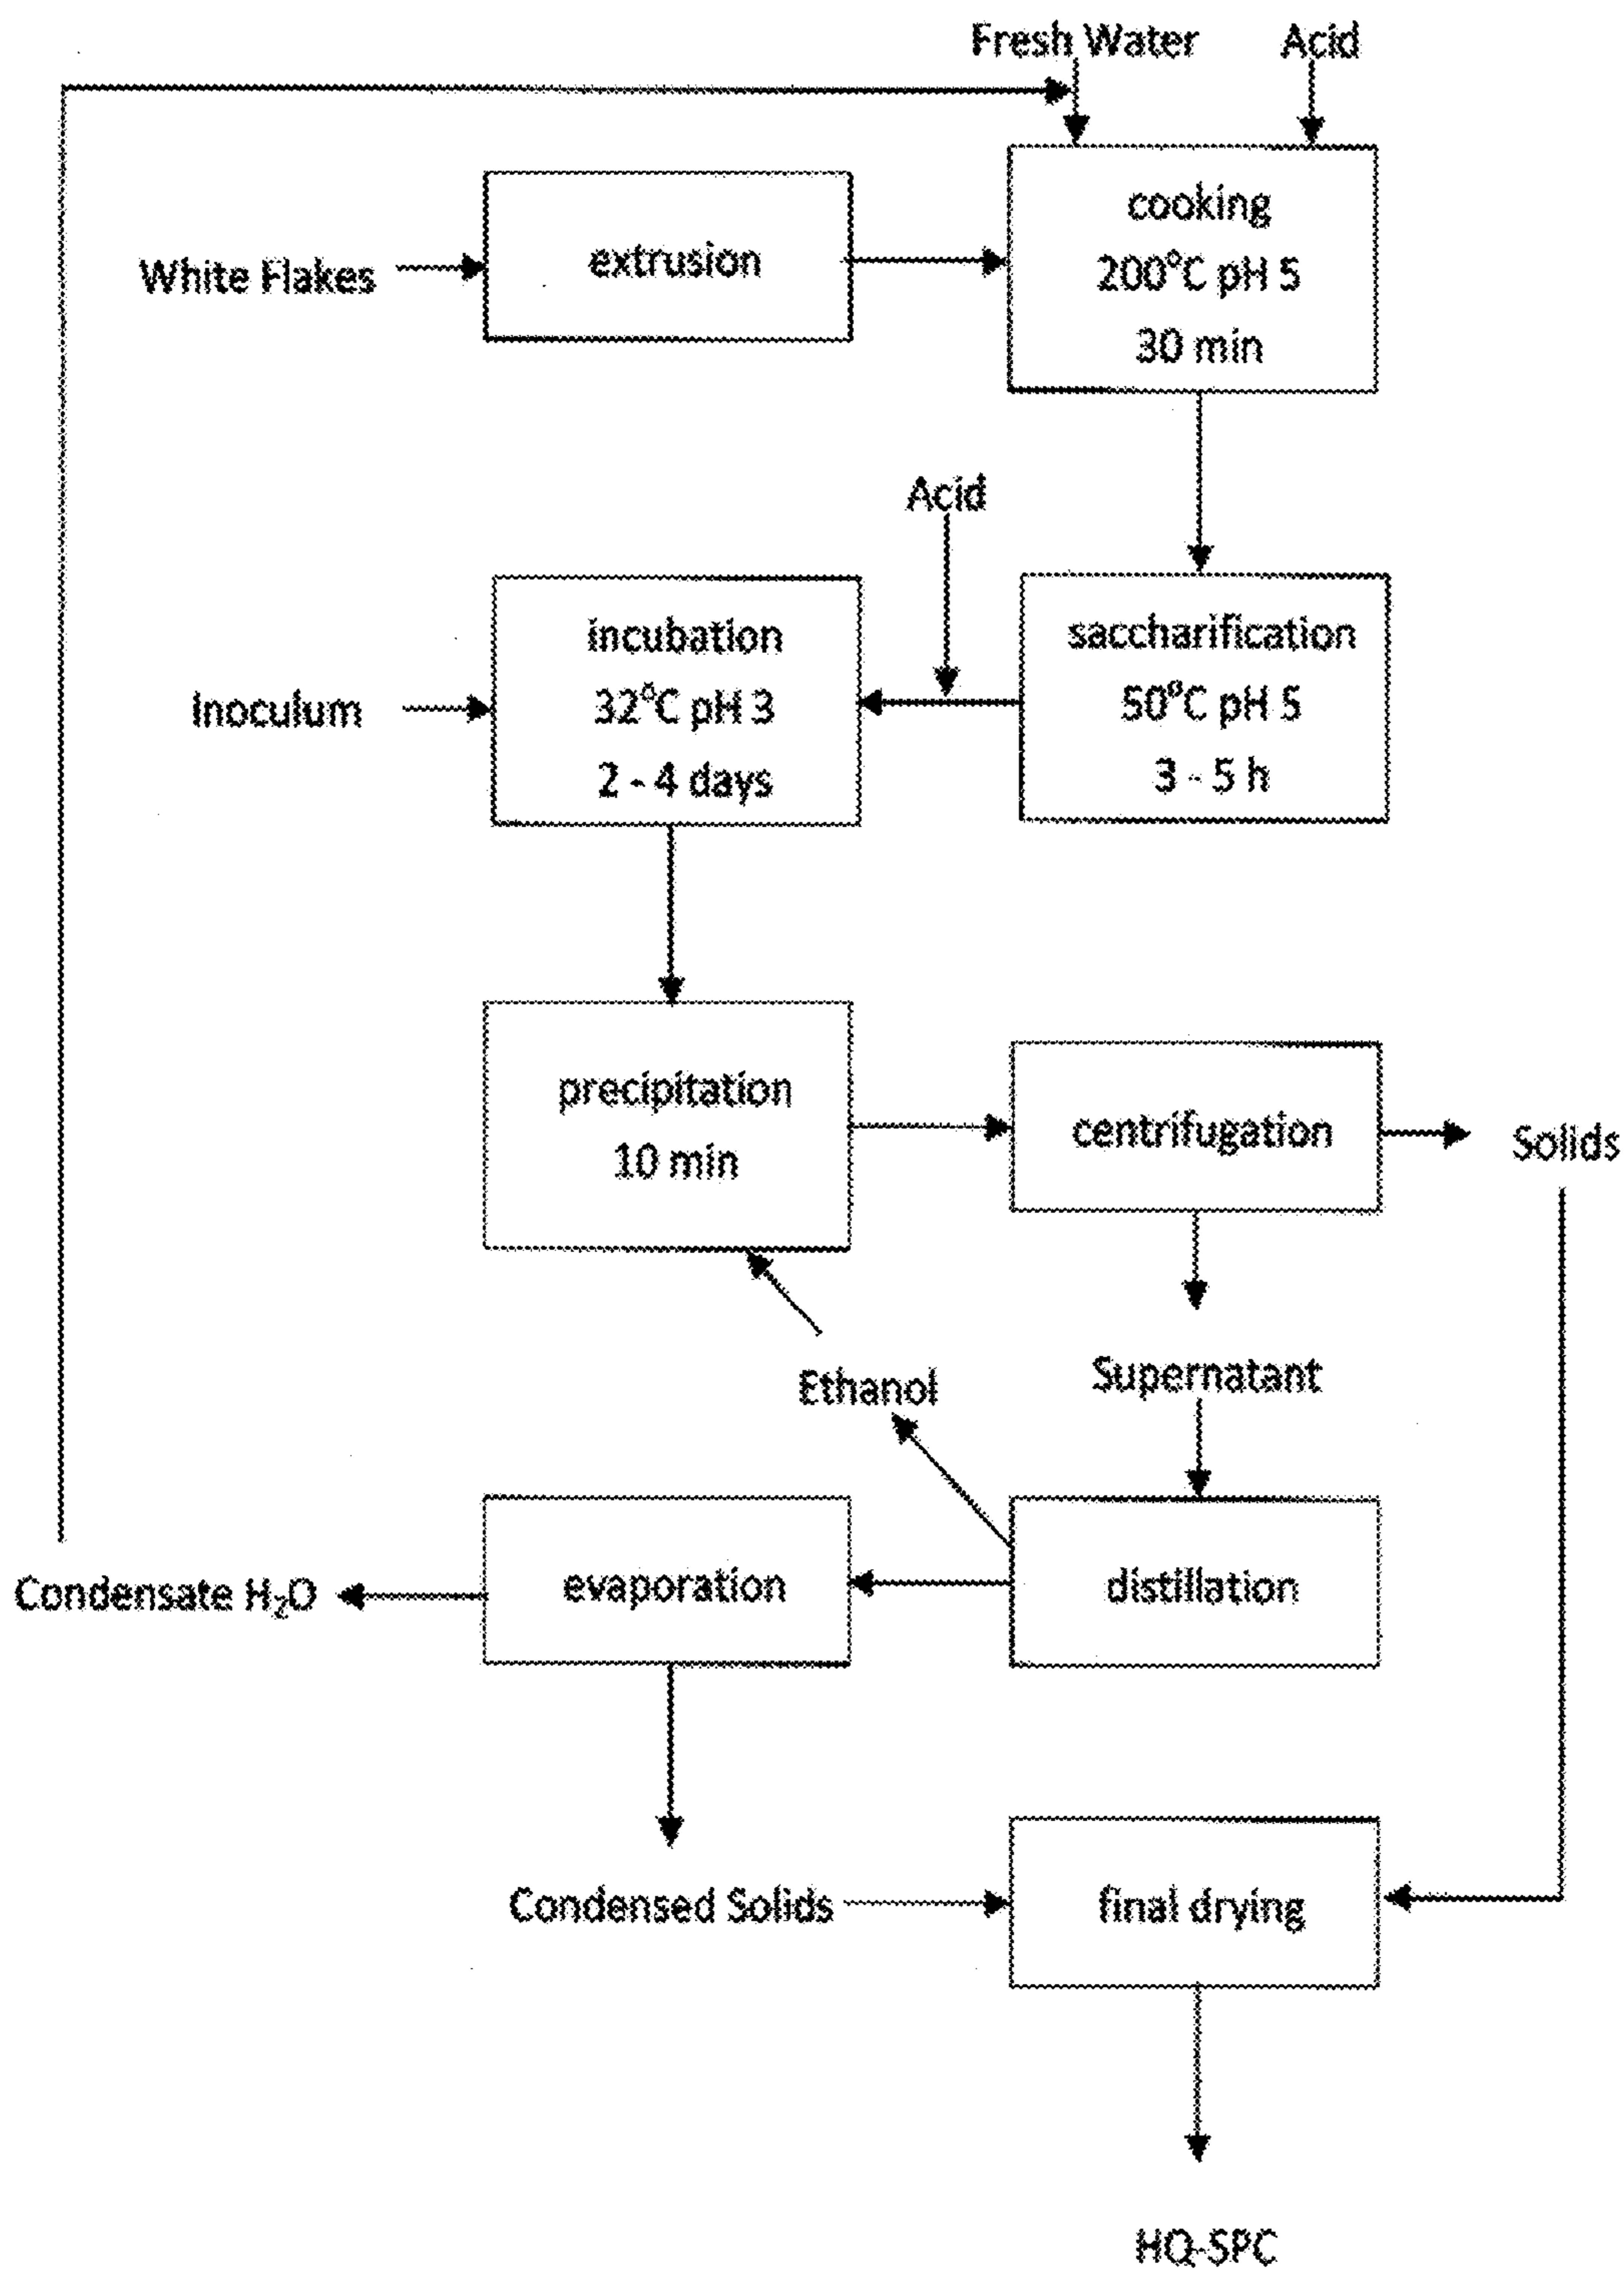 Fresh Water
Acid
White Flakes
extrusion
cooking
200°C pH 5
30 min
Acid
Inoculum
incubation
32°C pH 3
2 - 4 days
saccharification
50°C pH 5
3 - 5 h
precipitation
10 min
centrifugation
Solids
Ethanol
Supernatant
Condensate H₂O
evaporation
distillation
Condensed Solids
final drying
HQ-SPC